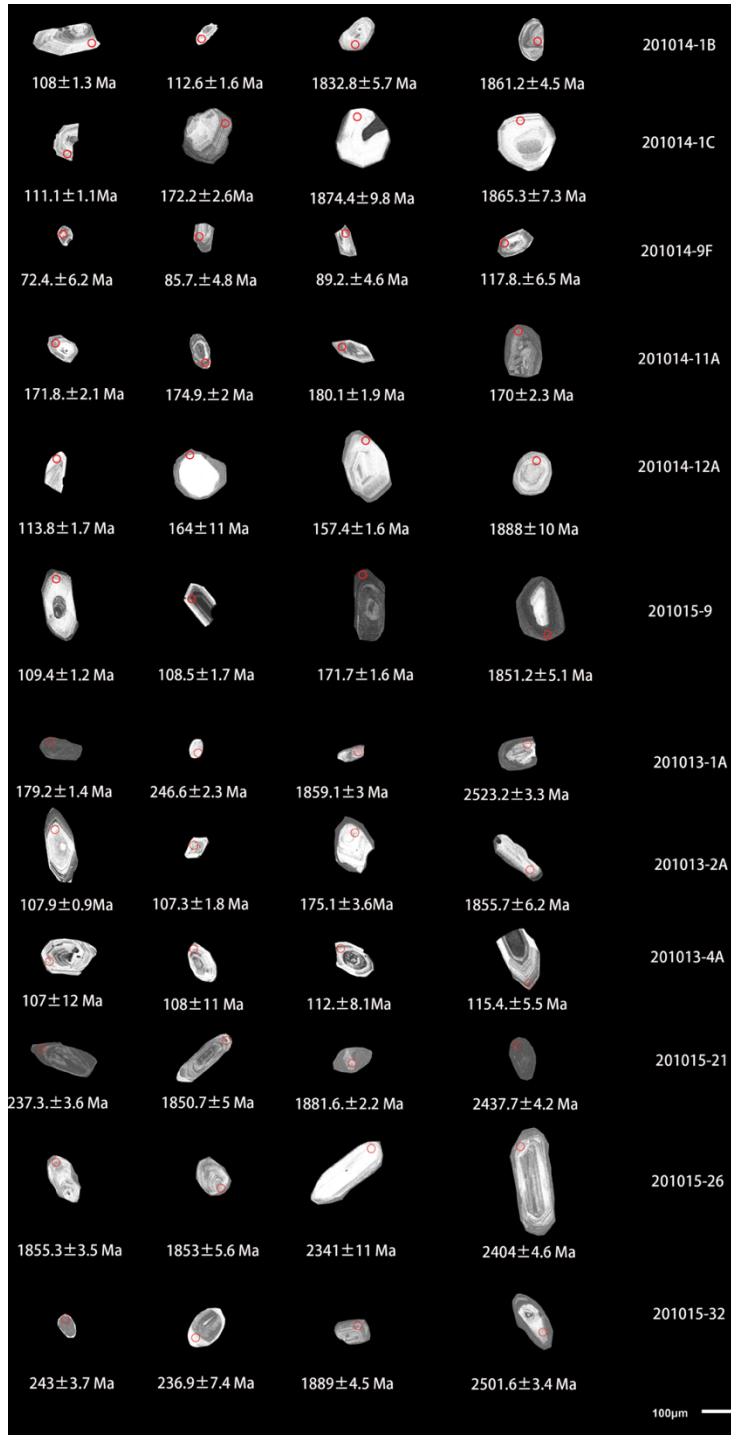 201014-1B
108±1.3 Ma 112.6±1.6 Ma 1832.8±5.7 Ma 1861.2±4.5 Ma
201014-1C
111.1±1.1Ma 172.2±2.6Ma 1874.4±9.8 Ma 1865.3±7.3 Ma
201014-9F
72.4.±6.2 Ma 85.7.±4.8 Ma 89.2.±4.6 Ma 117.8.±6.5 Ma
201014-11A
171.8.±2.1 Ma 174.9.±2 Ma 180.1±1.9 Ma 170±2.3 Ma
201014-12A
113.8±1.7 Ma 164±11 Ma 157.4±1.6 Ma 1888±10 Ma
201015-9
109.4±1.2 Ma 108.5±1.7 Ma 171.7±1.6 Ma 1851.2±5.1 Ma
201013-1A
179.2±1.4 Ma 246.6±2.3 Ma 1859.1±3 Ma 2523.2±3.3 Ma
201013-2A
107.9±0.9Ma 107.3±1.8 Ma 175.1±3.6Ma 1855.7±6.2 Ma
201013-4A
107±12 Ma 108±11 Ma 112.±8.1Ma 115.4.±5.5 Ma
201015-21
237.3.±3.6 Ma 1850.7±5 Ma 1881.6.±2.2 Ma 2437.7±4.2 Ma
201015-26
1855.3±3.5 Ma 1853±5.6 Ma 2341±11 Ma 2404±4.6 Ma
201015-32
243±3.7 Ma 236.9±7.4 Ma 1889±4.5 Ma 2501.6±3.4 Ma
100μm